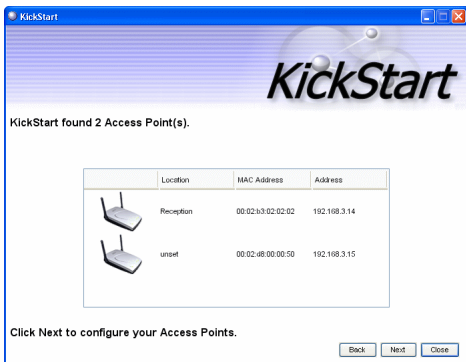 KickStart
KickStart
KickStart found 2 Access Point(s).
Location MAC Address Address
Reception 00:02:b3:02:02:02 192.168.3.14
unset 00:02:d8:00:00:50 192.168.3.15
Click Next to configure your Access Points.
Back Next Close